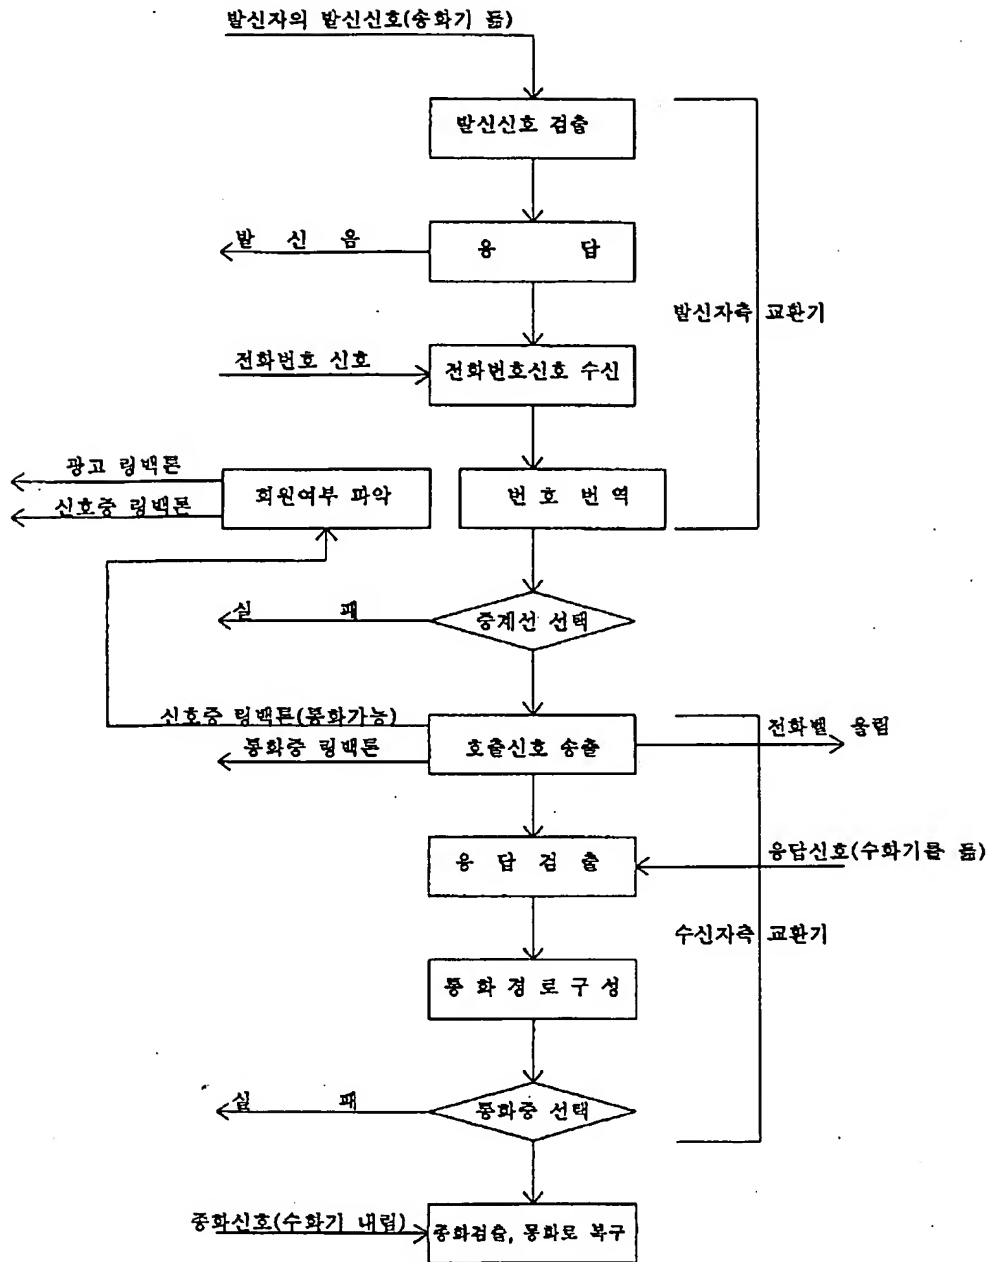 발신자의 발신신호(송화기 듦)
발신신호 검출
발 신 음
응 답
발신자측 교환기
전화번호 신호
전화번호신호 수신
광고 링백톤
신호중 링백톤
회원여부 파악
번 호 번 역
실 패
중계선 선택
신호중 링백톤(통화가능)
통화중 링백톤
호출신호 송출
전화벨 울림
응 답 검 출
응답신호(수화기를 듦)
수신자측 교환기
통 화 경 로 구 성
실 패
통화중 선택
종화신호(수화기 내림)
종화검출, 통화로 복구